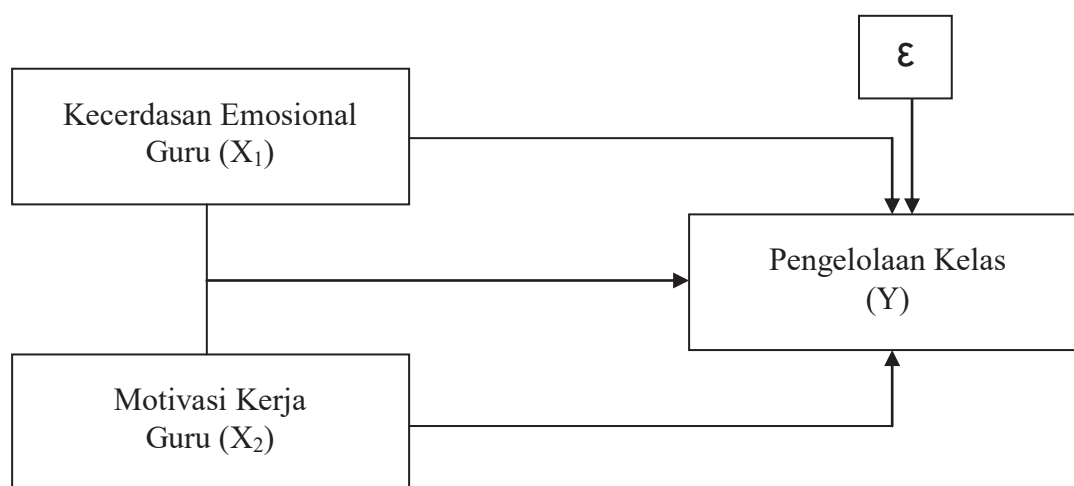 ε
Kecerdasan Emosional
Guru (X₁)
Pengelolaan Kelas
(Y)
Motivasi Kerja
Guru (X₂)